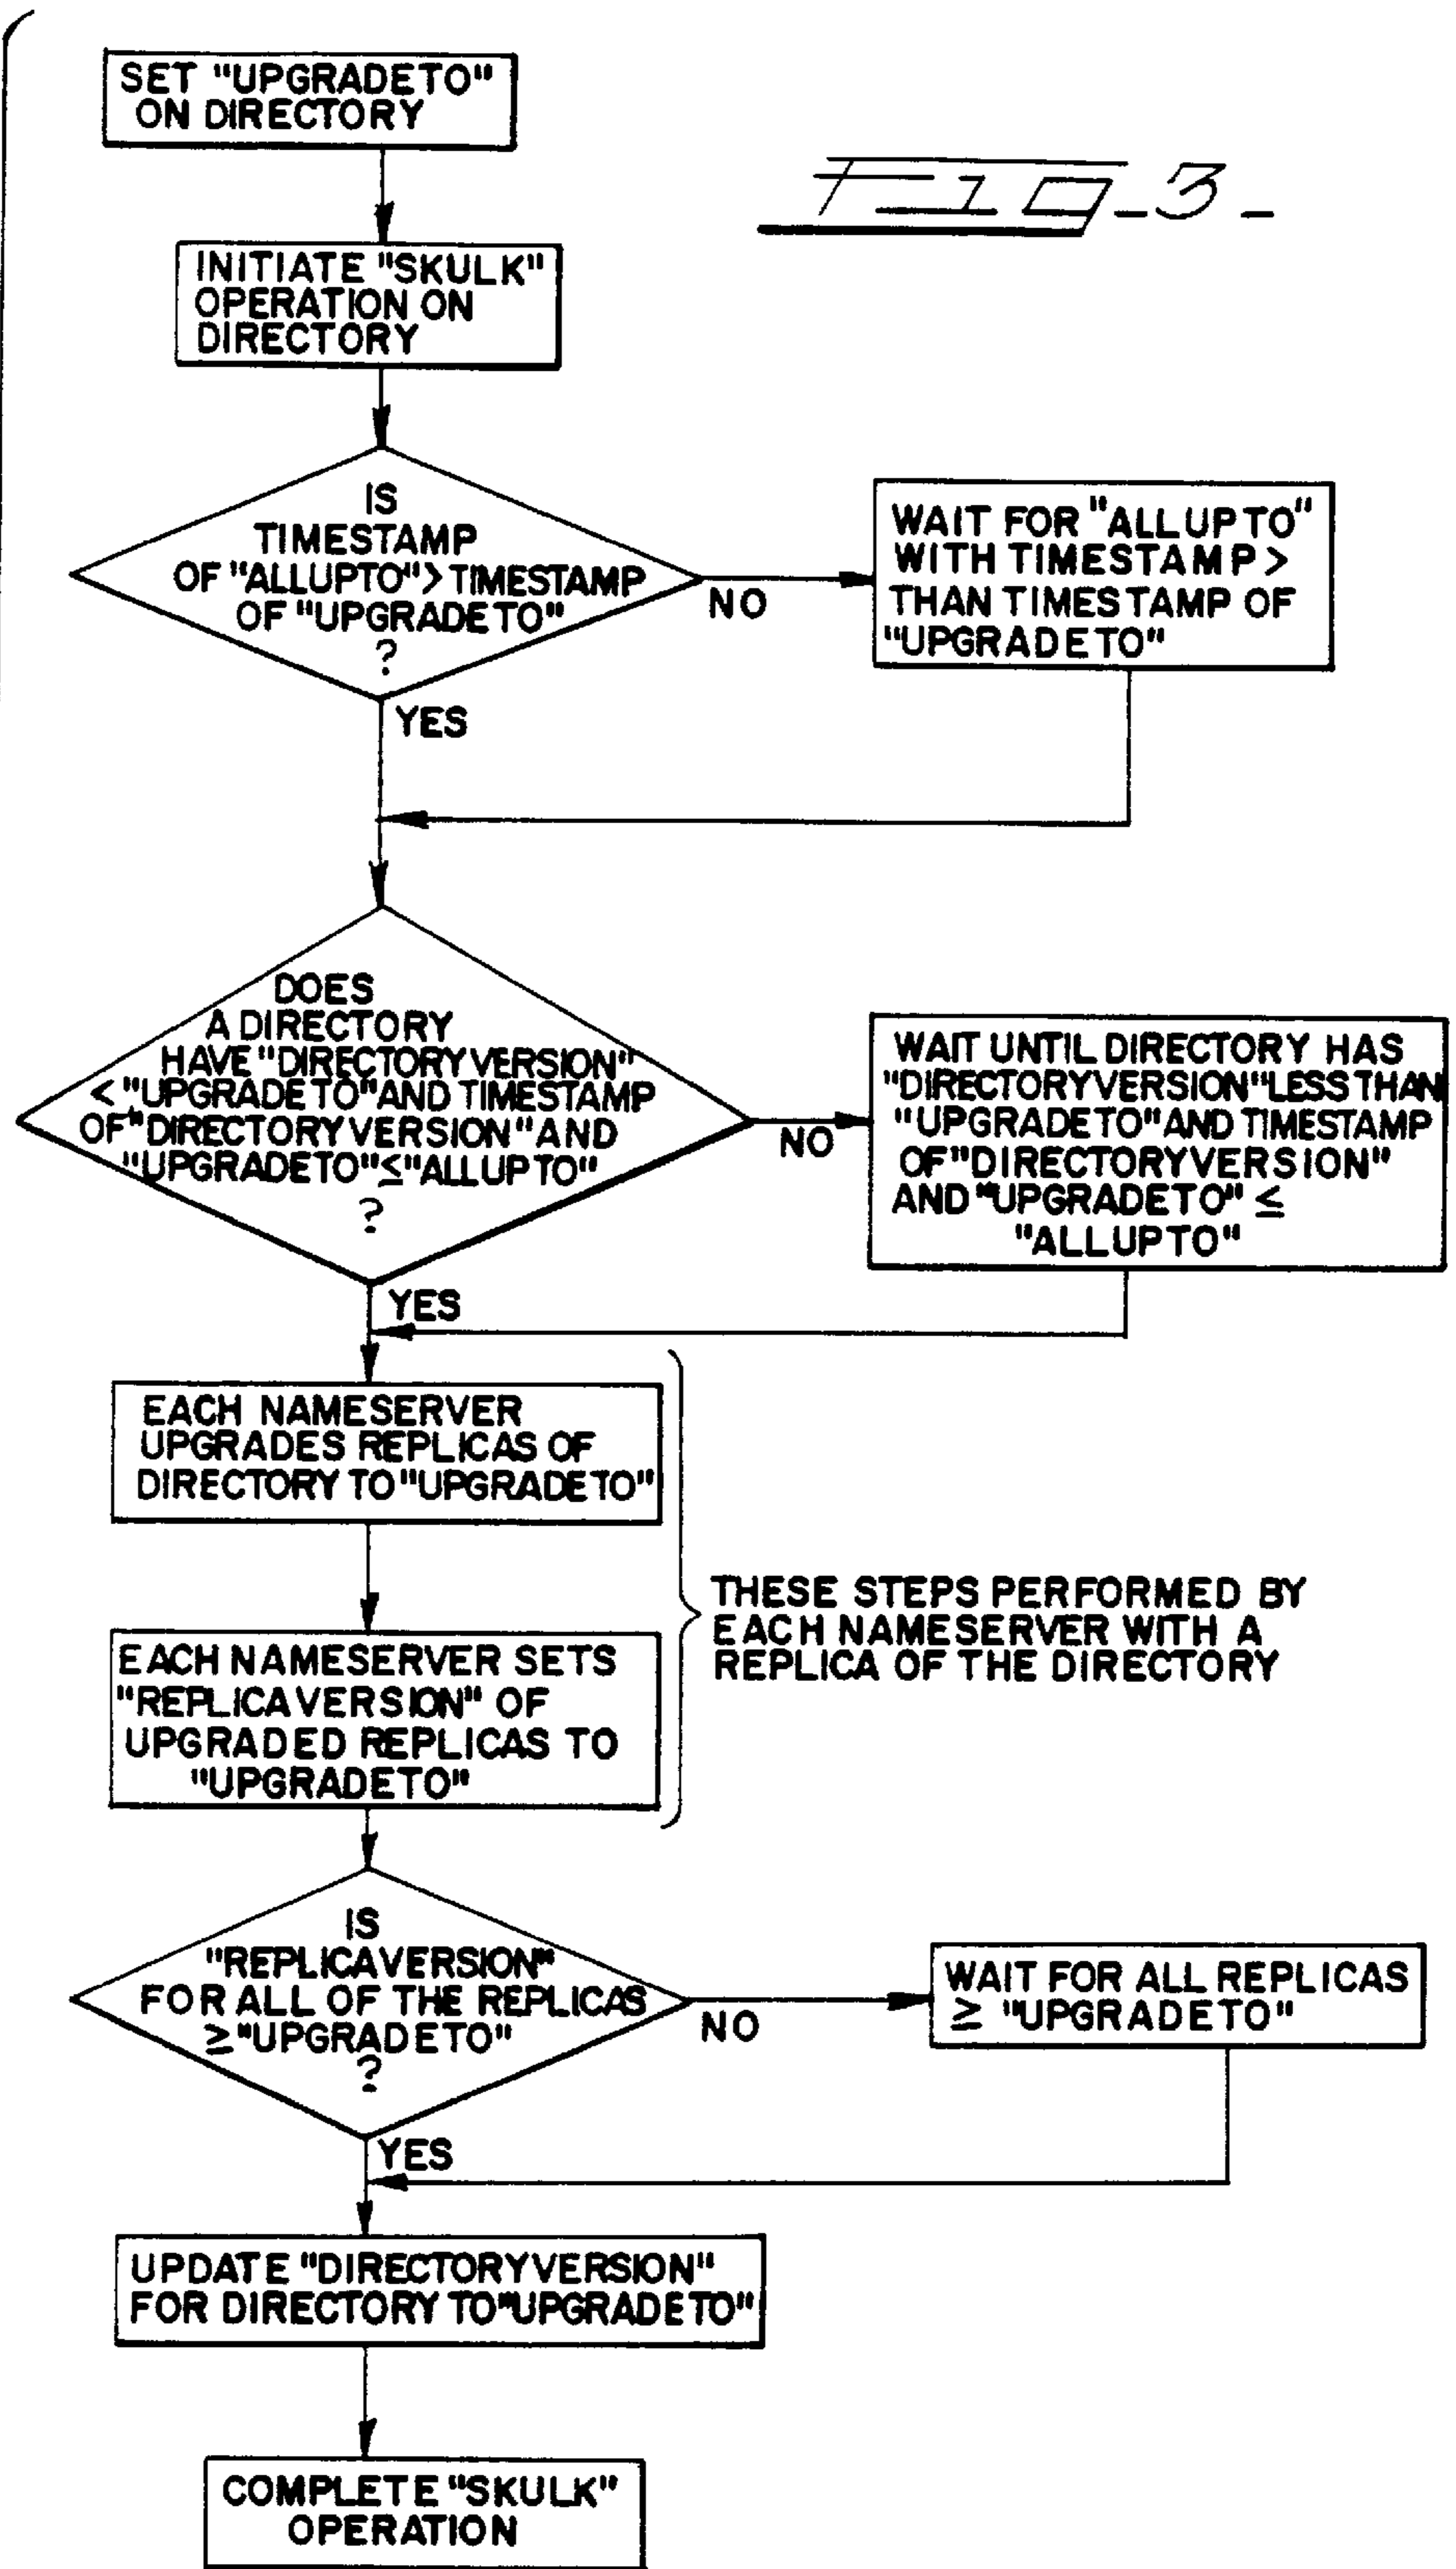 SET "UPGRADETO"
ON DIRECTORY
FIG_3_
INITIATE "SKULK"
OPERATION ON
DIRECTORY
IS
TIMESTAMP
OF "ALLUPTO" > TIMESTAMP
OF "UPGRADETO"
?
NO
WAIT FOR "ALLUPTO"
WITH TIMESTAMP >
THAN TIMESTAMP OF
"UPGRADETO"
YES
DOES
A DIRECTORY
HAVE "DIRECTORYVERSION"
< "UPGRADETO" AND TIMESTAMP
OF "DIRECTORYVERSION" AND
"UPGRADETO" ≤ "ALLUPTO"
?
NO
WAIT UNTIL DIRECTORY HAS
"DIRECTORYVERSION" LESS THAN
"UPGRADETO" AND TIMESTAMP
OF "DIRECTORYVERSION"
AND "UPGRADETO" ≤
"ALLUPTO"
YES
EACH NAMESERVER
UPGRADES REPLICAS OF
DIRECTORY TO "UPGRADETO"
EACH NAMESERVER SETS
"REPLICAVERSION" OF
UPGRADED REPLICAS TO
"UPGRADETO"
THESE STEPS PERFORMED BY
EACH NAMESERVER WITH A
REPLICA OF THE DIRECTORY
IS
"REPLICAVERSION"
FOR ALL OF THE REPLICAS
≥ "UPGRADETO"
?
NO
WAIT FOR ALL REPLICAS
≥ "UPGRADETO"
YES
UPDATE "DIRECTORYVERSION"
FOR DIRECTORY TO "UPGRADETO"
COMPLETE "SKULK"
OPERATION